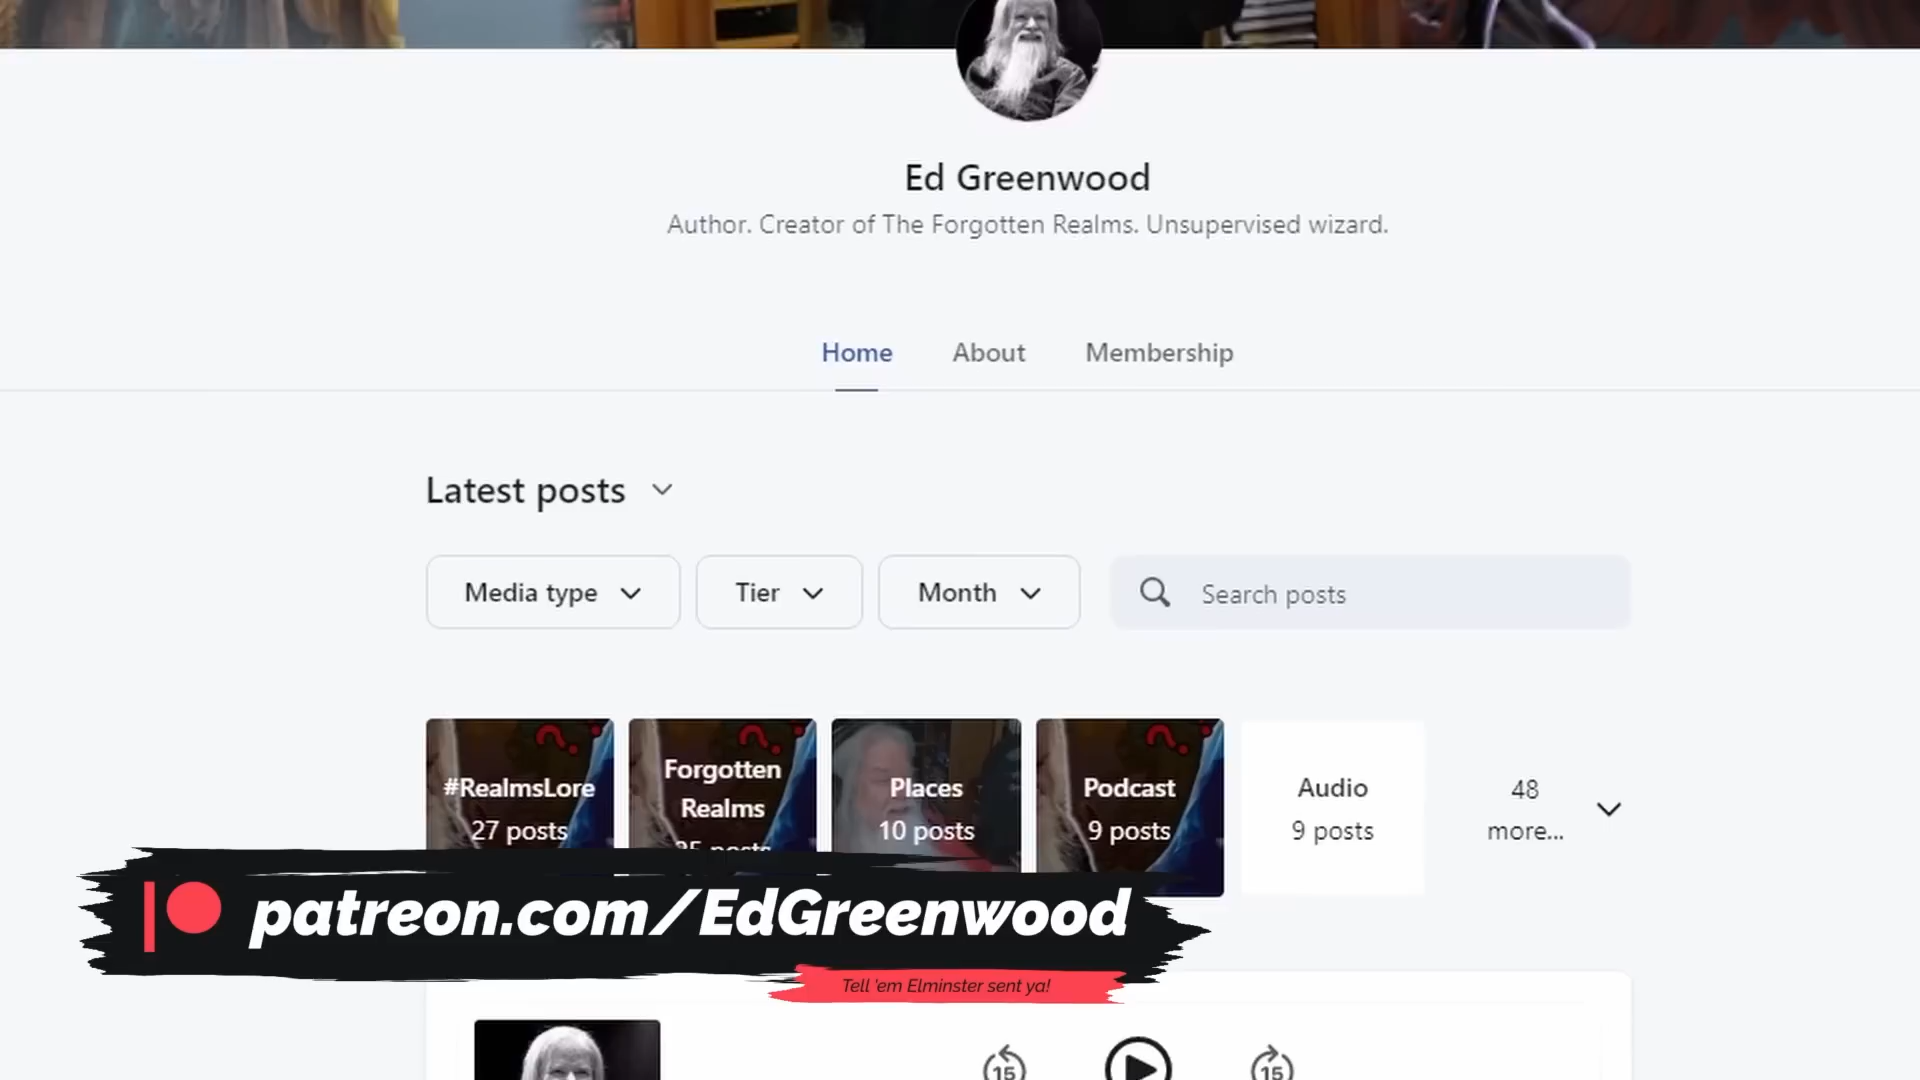 Ed Greenwood
Author. Creator of The Forgotten Realms. Unsupervised wizard.
Home About Membership
Latest posts
Media type Tier Month Search posts
#RealmsLore
27 posts
Forgotten
Realms
posts
Places
10 posts
Podcast
9 posts
Audio
9 posts
48
more...
patreon.com/EdGreenwood
Tell 'em Elminster sent ya!
15 15